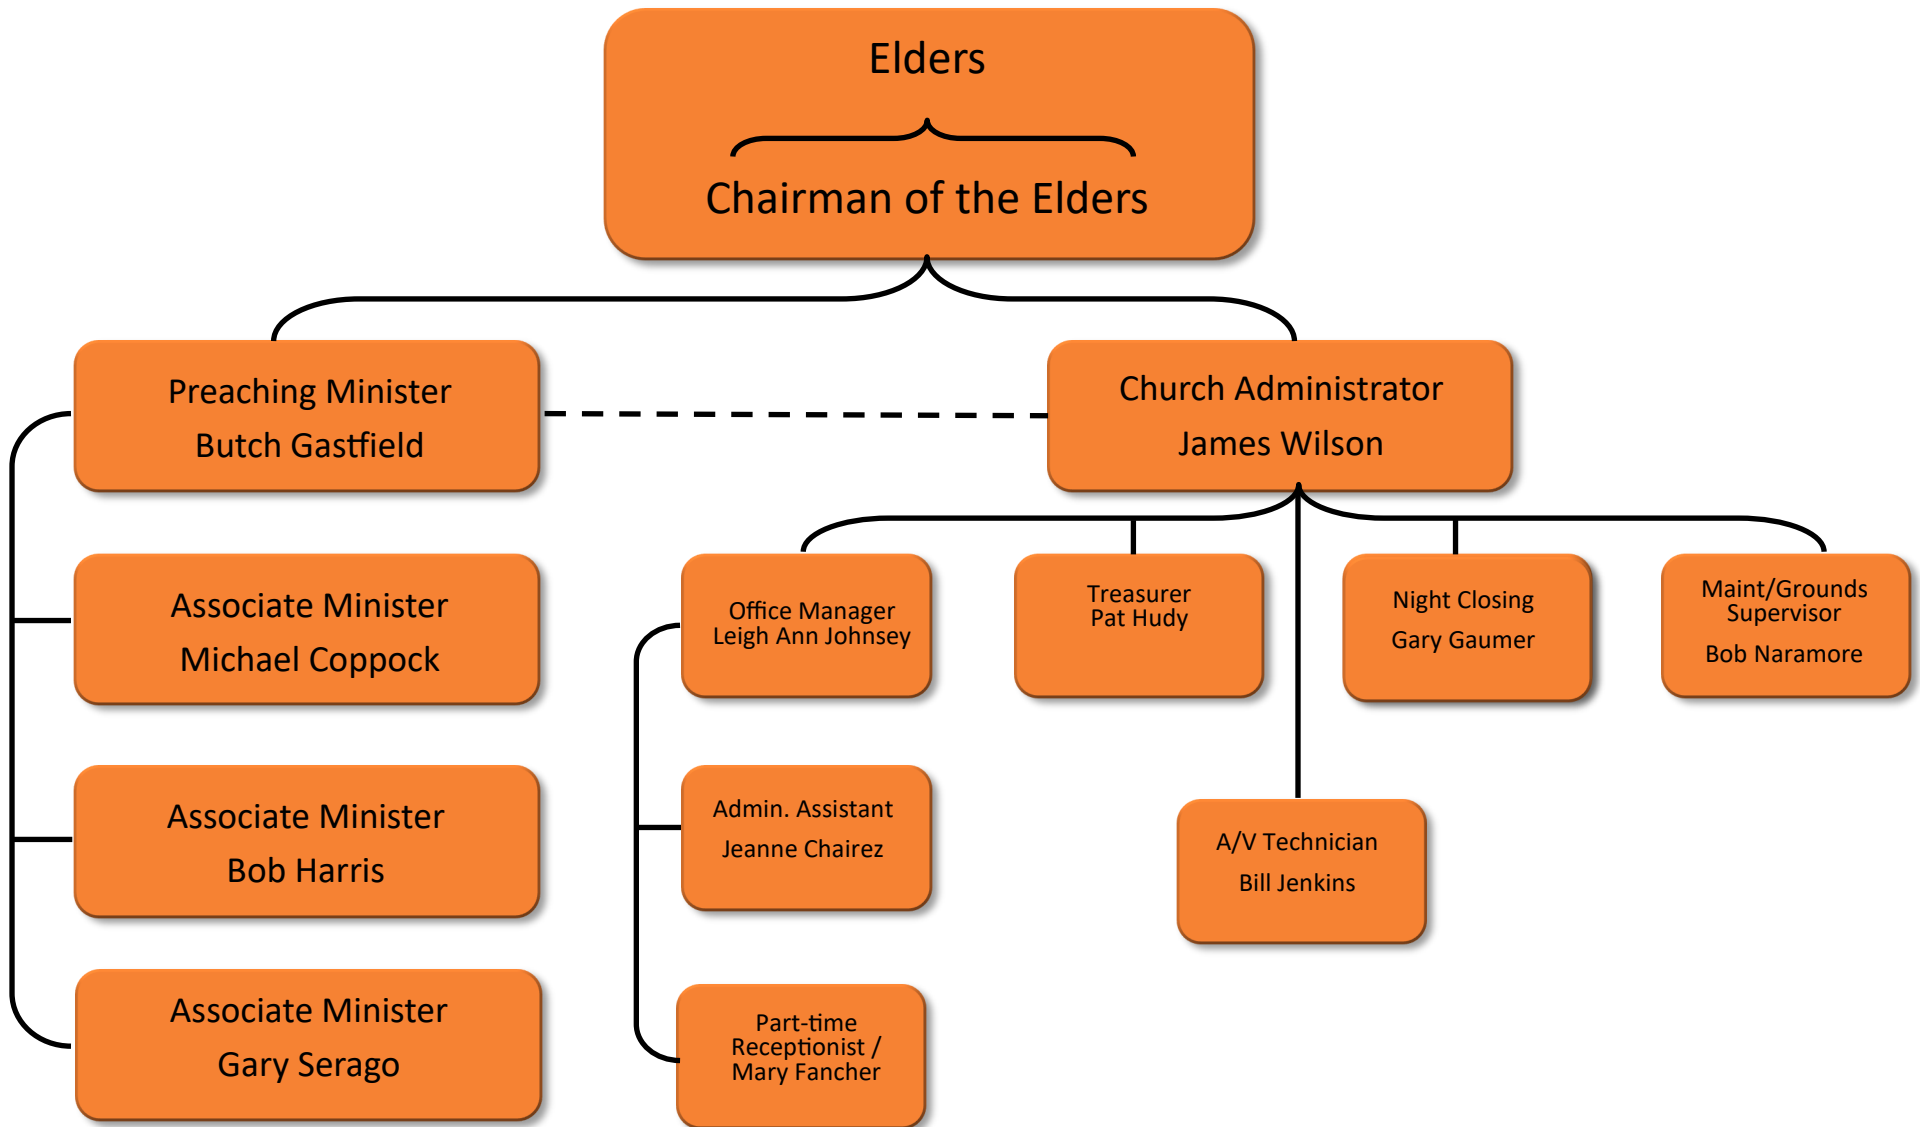 Elders
Chairman of the Elders
Preaching Minister
Butch Gastfield
Church Administrator
James Wilson
Associate Minister
Michael Coppock
Office Manager
Leigh Ann Johnsey
Treasurer
Pat Hudy
Night Closing
Gary Gaumer
Maint/Grounds
Supervisor
Bob Naramore
Associate Minister
Bob Harris
Admin. Assistant
Jeanne Chairez
A/V Technician
Bill Jenkins
Associate Minister
Gary Serago
Part-time
Receptionist /
Mary Fancher